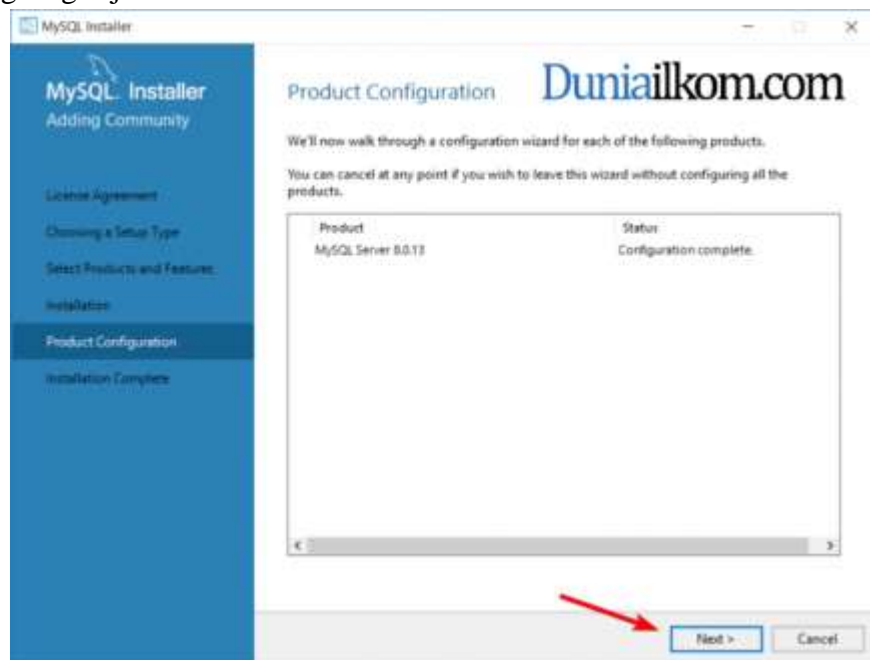 MySQL Installer
MySQL Installer
Adding Community
Product Configuration
Duniailkom.com
We'll now walk through a configuration wizard for each of the following products.
You can cancel at any point if you wish to leave this wizard without configuring all the
products.
License Agreement
Choosing a Setup Type
Select Products and Features
Installation
Product Configuration
Installation Complete
Product Status
MySQL Server 8.0.13 Configuration complete.
Next >
Cancel